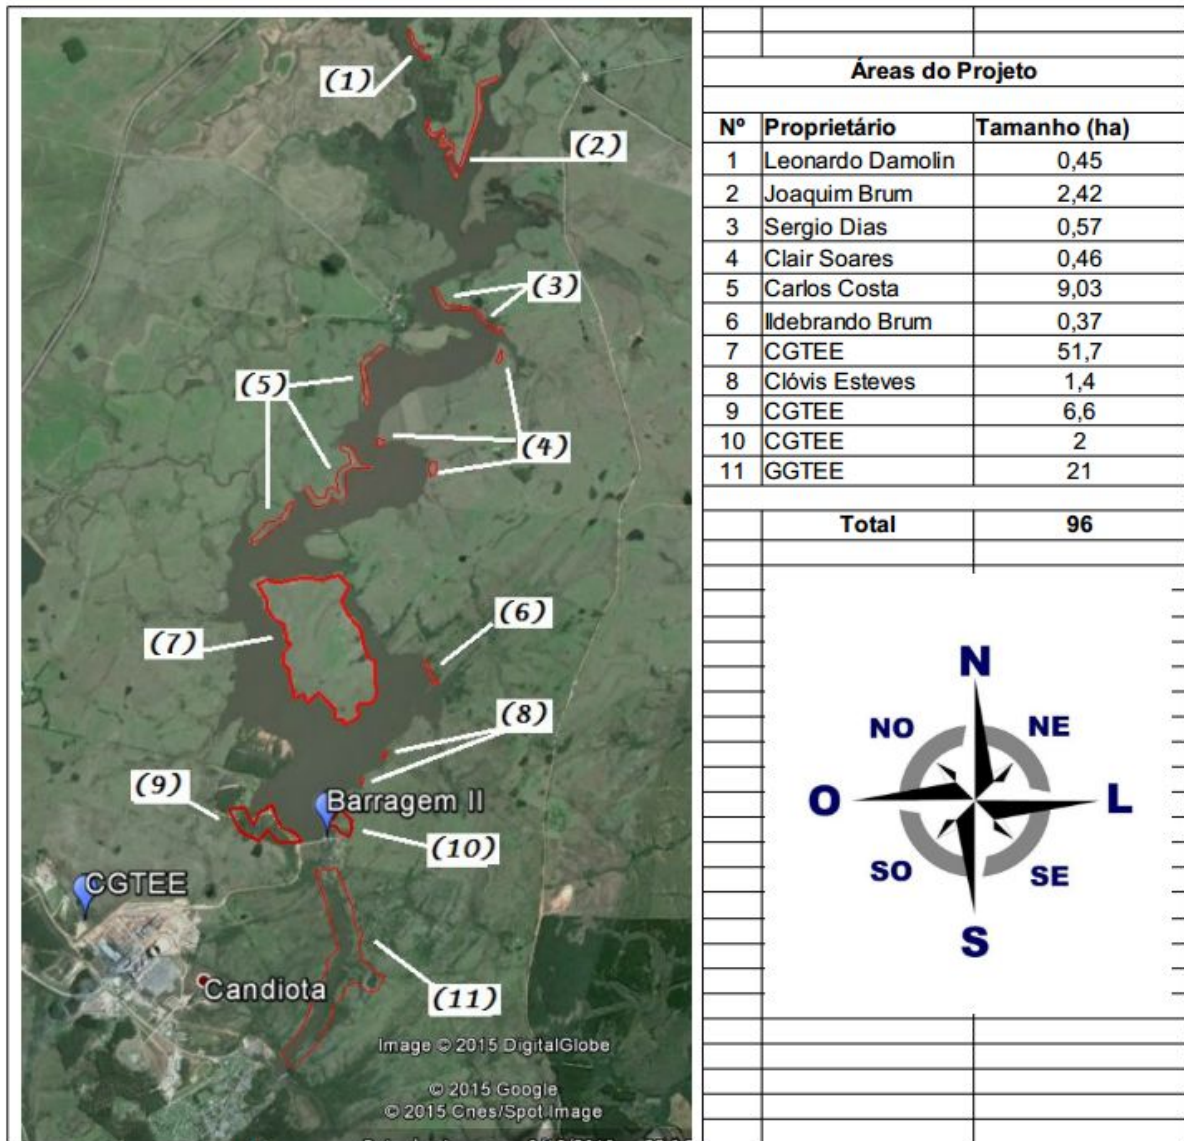 (1)
(2)
(3)
(5)
(4)
(6)
(7)
(8)
(9)
Barragem II
(10)
CGTEE
Candiota
(11)
Image © 2015 DigitalGlobe
© 2015 Google
© 2015 Cnes/Spot Image
Áreas do Projeto
Nº Proprietário Tamanho (ha)
1 Leonardo Damolin 0,45
2 Joaquim Brum 2,42
3 Sergio Dias 0,57
4 Clair Soares 0,46
5 Carlos Costa 9,03
6 Ildebrando Brum 0,37
7 CGTEE 51,7
8 Clóvis Esteves 1,4
9 CGTEE 6,6
10 CGTEE 2
11 GGTEE 21
Total 96
N
NO NE
O L
SO SE
S